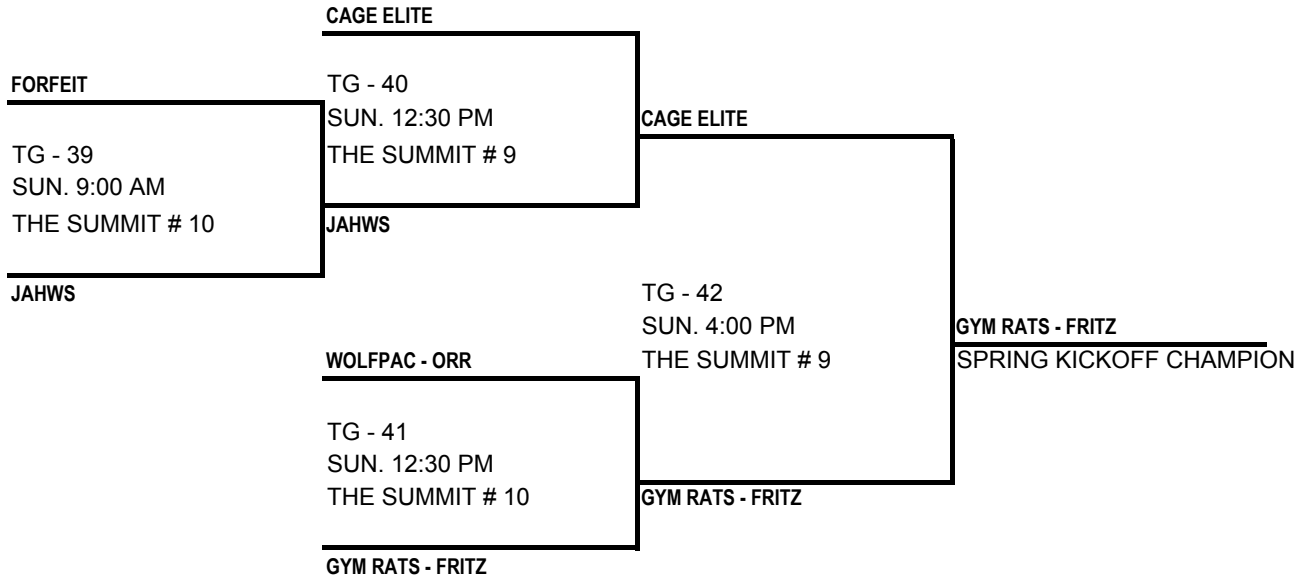 CAGE ELITE
FORFEIT
TG - 39
SUN. 9:00 AM
THE SUMMIT # 10
JAHWS
TG - 40
SUN. 12:30 PM
THE SUMMIT # 9
JAHWS
CAGE ELITE
WOLFPAC - ORR
TG - 41
SUN. 12:30 PM
THE SUMMIT # 10
GYM RATS - FRITZ
TG - 42
SUN. 4:00 PM
THE SUMMIT # 9
GYM RATS - FRITZ
GYM RATS - FRITZ
SPRING KICKOFF CHAMPION